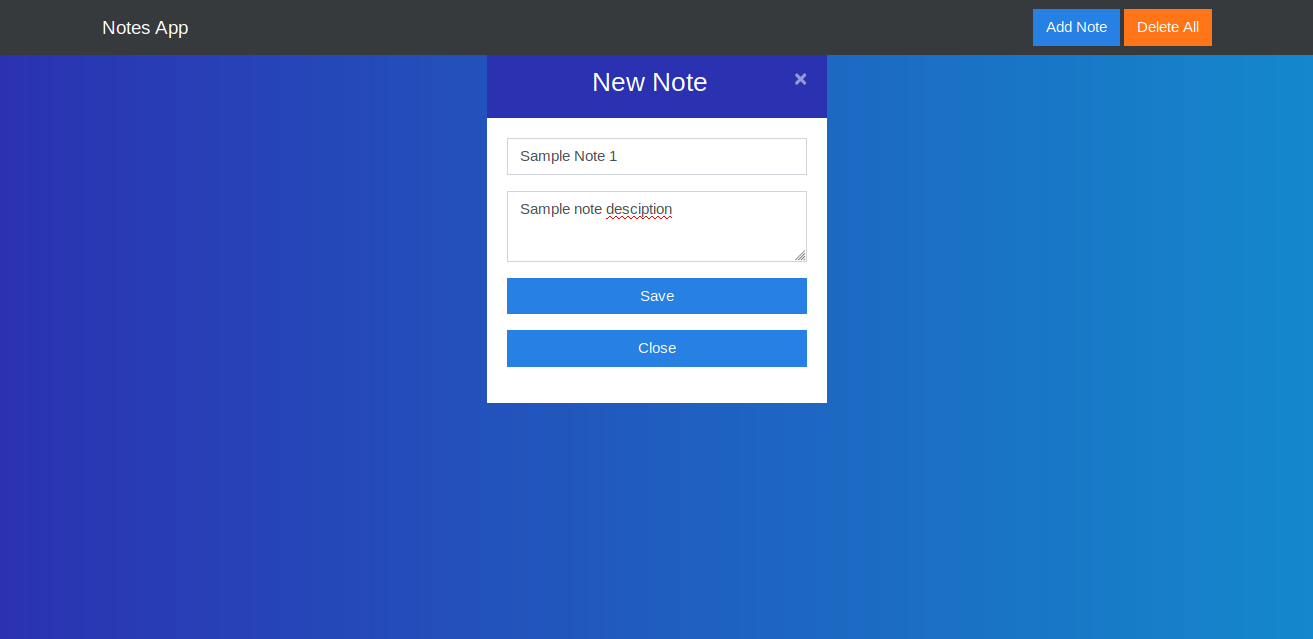 Notes App
Add Note
Delete All
New Note
×
Sample Note 1
Sample note desciption
Save
Close